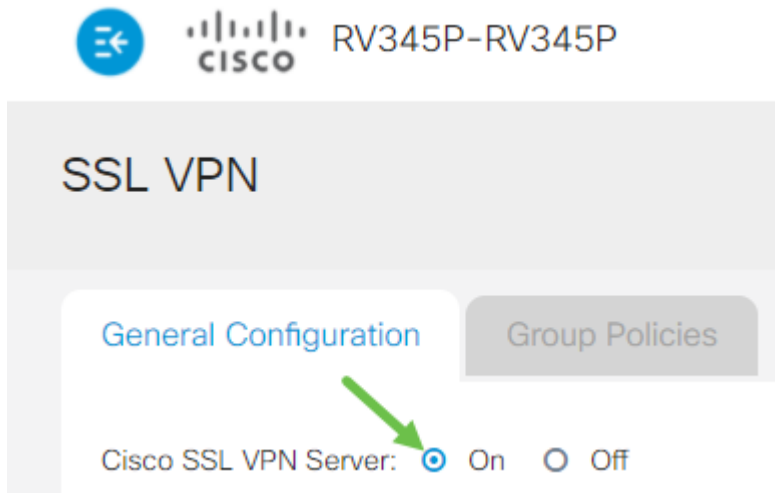 CISCO RV345P-RV345P
SSL VPN
General Configuration Group Policies
Cisco SSL VPN Server: On Off